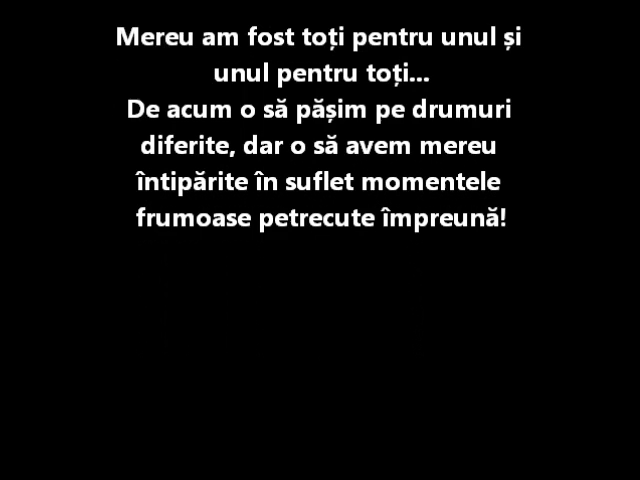 Mereu am fost toți pentru unul și
unul pentru toți...
De acum o să pășim pe drumuri
diferite, dar o să avem mereu
întipărite în suflet momentele
frumoase petrecute împreună!